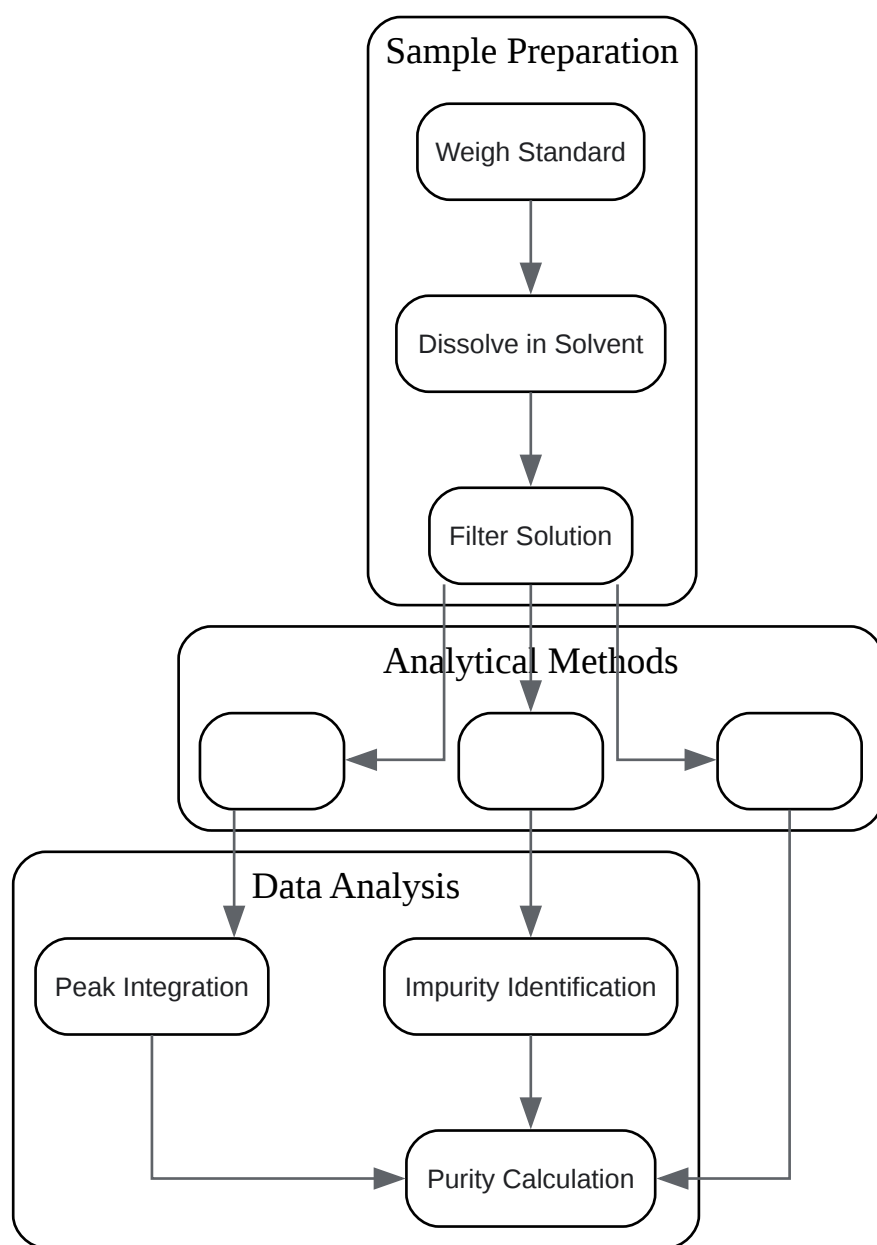 Sample Preparation
Weigh Standard
Dissolve in Solvent
Filter Solution
Analytical Methods
Data Analysis
Peak Integration
Impurity Identification
Purity Calculation